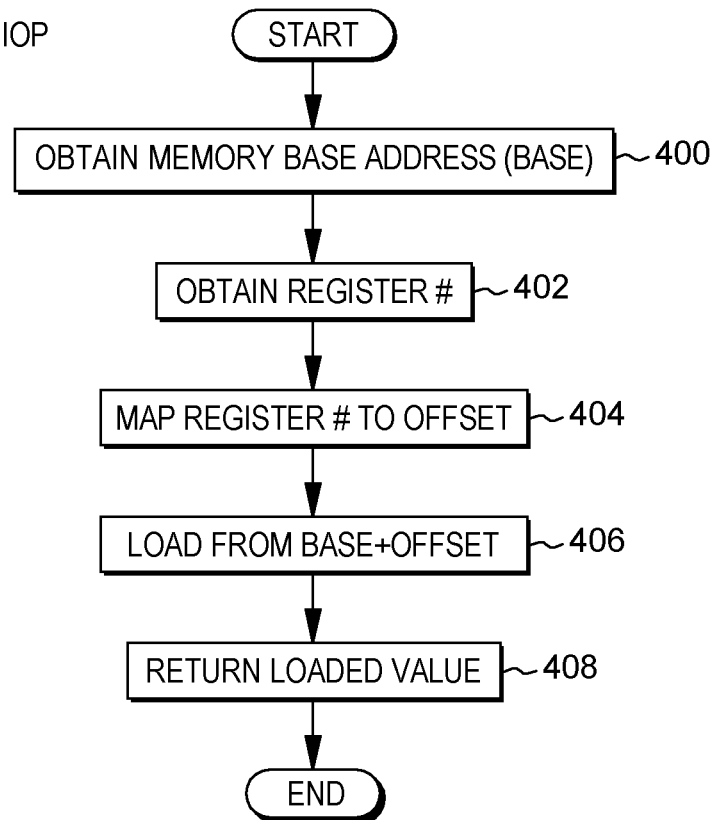 IOP
START
OBTAIN MEMORY BASE ADDRESS (BASE) 400
OBTAIN REGISTER # 402
MAP REGISTER # TO OFFSET 404
LOAD FROM BASE+OFFSET 406
RETURN LOADED VALUE 408
END